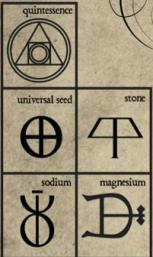 quintessence
universal seed
stone
sodium
magnesium